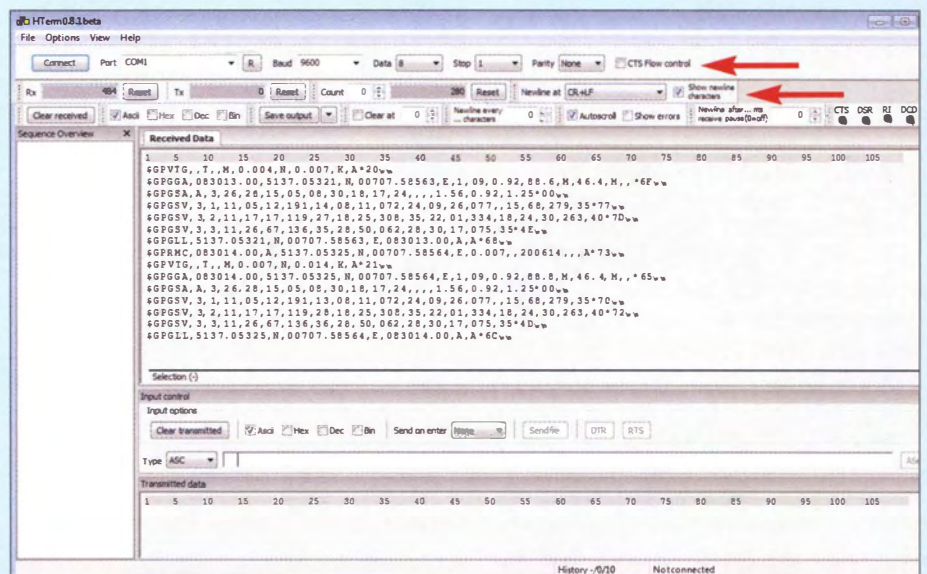 HTerm 0.8.1beta
File Options View Help
Connect Port COM1 R Baud 9600 Data 8 Stop 1 Parity None CTS Flow control
Rx 484 Reset Tx 0 Reset Count 0 280 Reset Newline at CR+LF Show newline characters
Clear received Ascii Hex Dec Bin Save output Clear at 0 Newline every ... characters 0 Autoscroll Show errors Newline after ... ms receive pause (0=off) 0 CTS DSR RI DCD
Sequence Overview X Received Data
1 5 10 15 20 25 30 35 40 45 50 55 60 65 70 75 80 85 90 95 100 105
$GPVTG,,T,,M,0.004,N,0.007,K,A*20
$GPGGA,083013.00,5137.05321,N,00707.58563,E,1,09,0.92,88.6,M,46.4,M,,*6F
$GPGSA,A,3,26,28,15,05,08,30,18,17,24,,,,1.56,0.92,1.25*00
$GPGSV,3,1,11,05,12,191,14,08,11,072,24,09,26,077,,15,68,279,35*77
$GPGSV,3,2,11,17,17,119,27,18,25,308,35,22,01,334,18,24,30,263,40*7D
$GPGSV,3,3,11,26,67,136,35,28,50,062,28,30,17,075,35*4E
$GPGLL,5137.05321,N,00707.58563,E,083013.00,A,A*68
$GPRMC,083014.00,A,5137.05325,N,00707.58564,E,0.007,,200614,,,A*73
$GPVTG,,T,,M,0.007,N,0.014,K,A*21
$GPGGA,083014.00,5137.05325,N,00707.58564,E,1,09,0.92,88.8,M,46.4,M,,*65
$GPGSA,A,3,26,28,15,05,08,30,18,17,24,,,,1.56,0.92,1.25*00
$GPGSV,3,1,11,05,12,191,13,08,11,072,24,09,26,077,,15,68,279,35*70
$GPGSV,3,2,11,17,17,119,28,18,25,308,35,22,01,334,18,24,30,263,40*72
$GPGSV,3,3,11,26,67,136,36,28,50,062,28,30,17,075,35*4D
$GPGLL,5137.05325,N,00707.58564,E,083014.00,A,A*6C
Selection (-)
Input control
Input options
Clear transmitted Ascii Hex Dec Bin Send on enter None Sendfile DTR RTS
Type ASC
Transmitted data
1 5 10 15 20 25 30 35 40 45 50 55 60 65 70 75 80 85 90 95 100 105
History -/0/10 Not connected